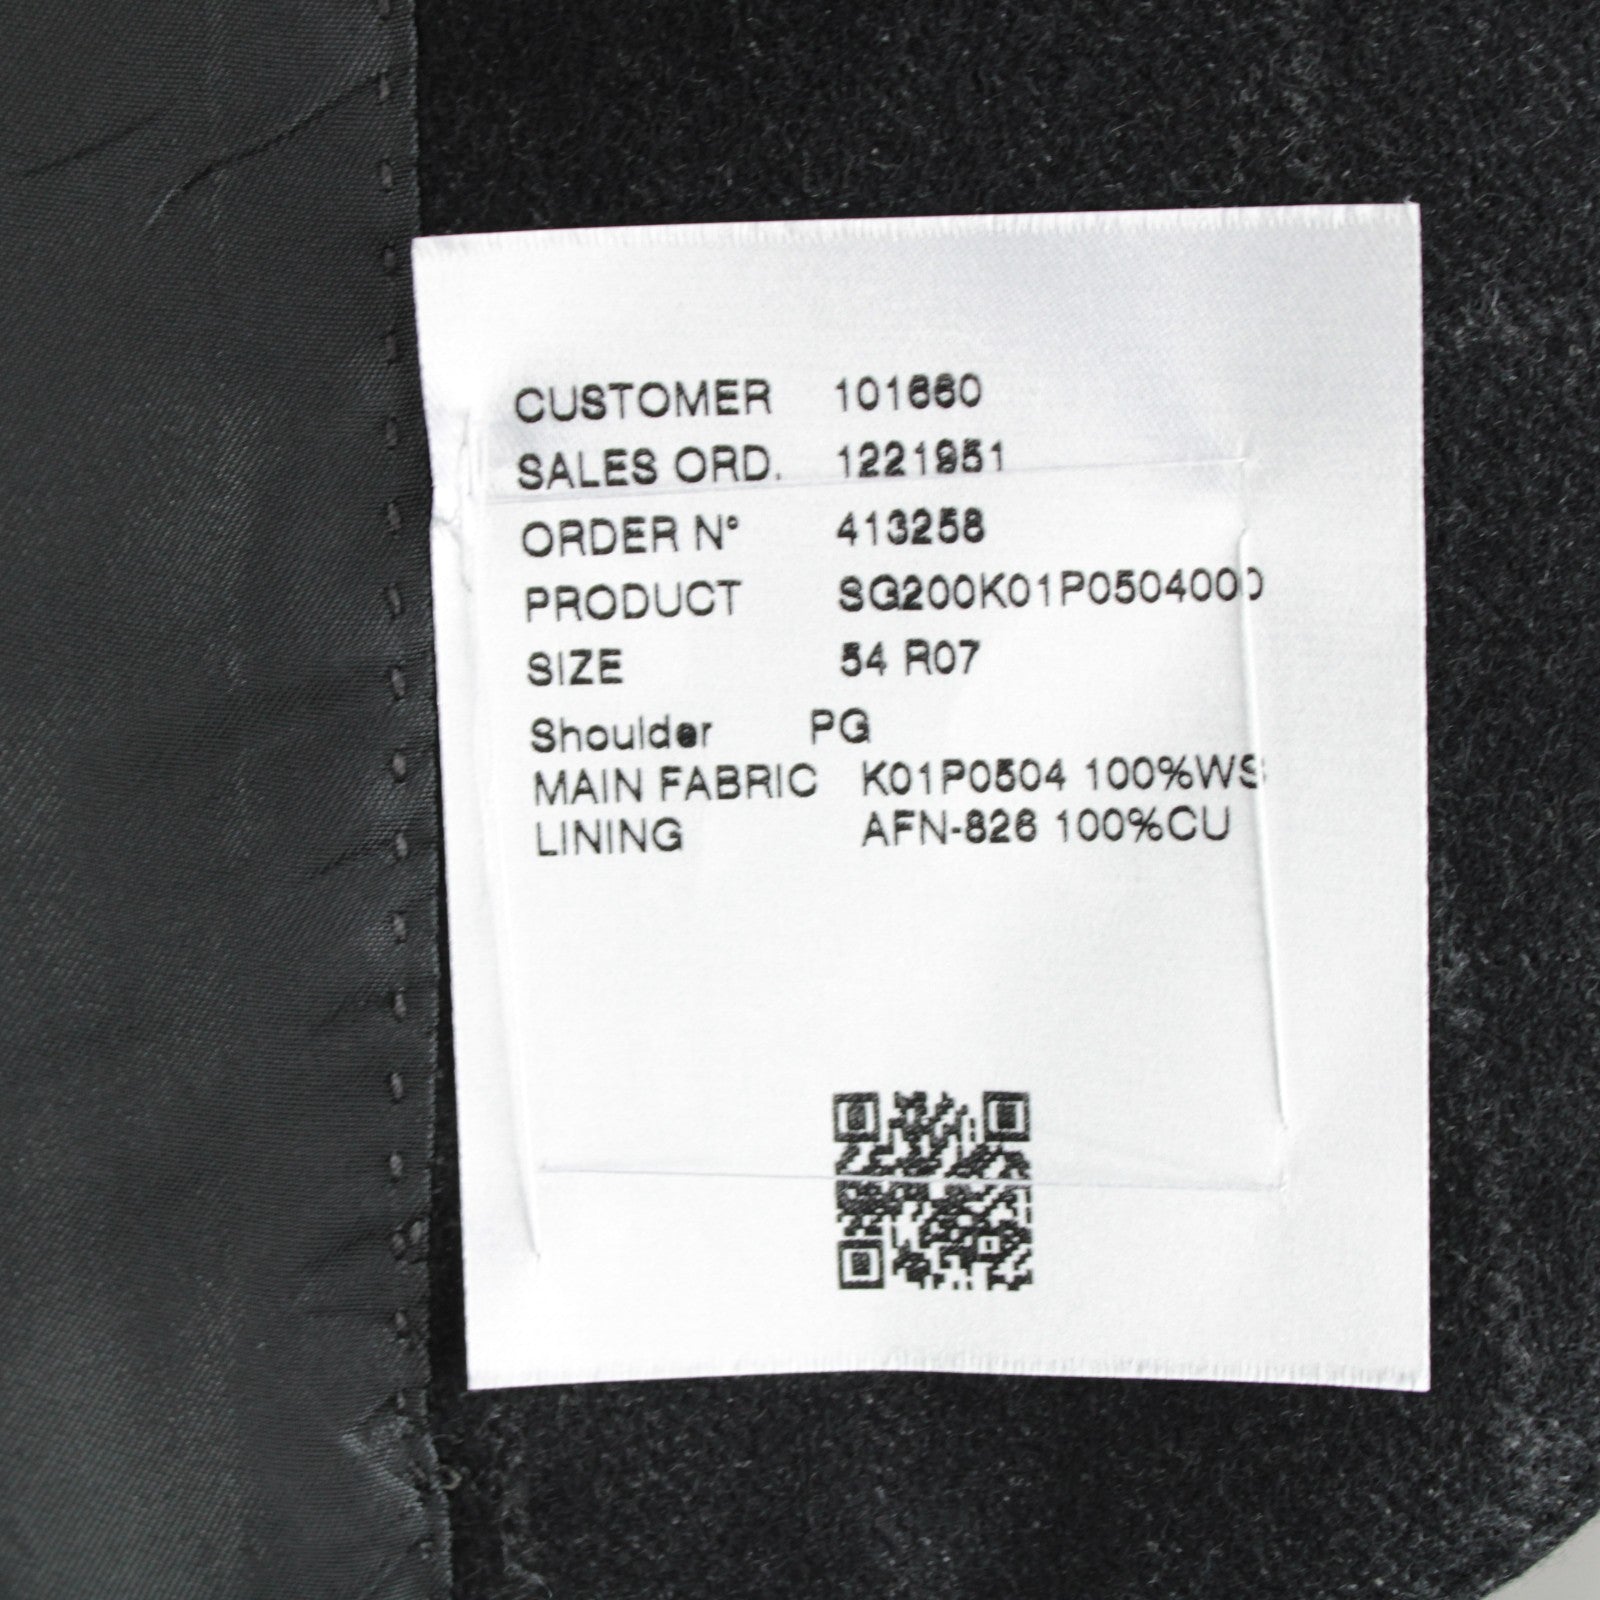 CUSTOMER 101660
SALES ORD. 1221951
ORDER N° 413258
PRODUCT SG200K01P0504000
SIZE 54 R07
Shoulder PG
MAIN FABRIC K01P0504 100%WS
LINING AFN-826 100%CU